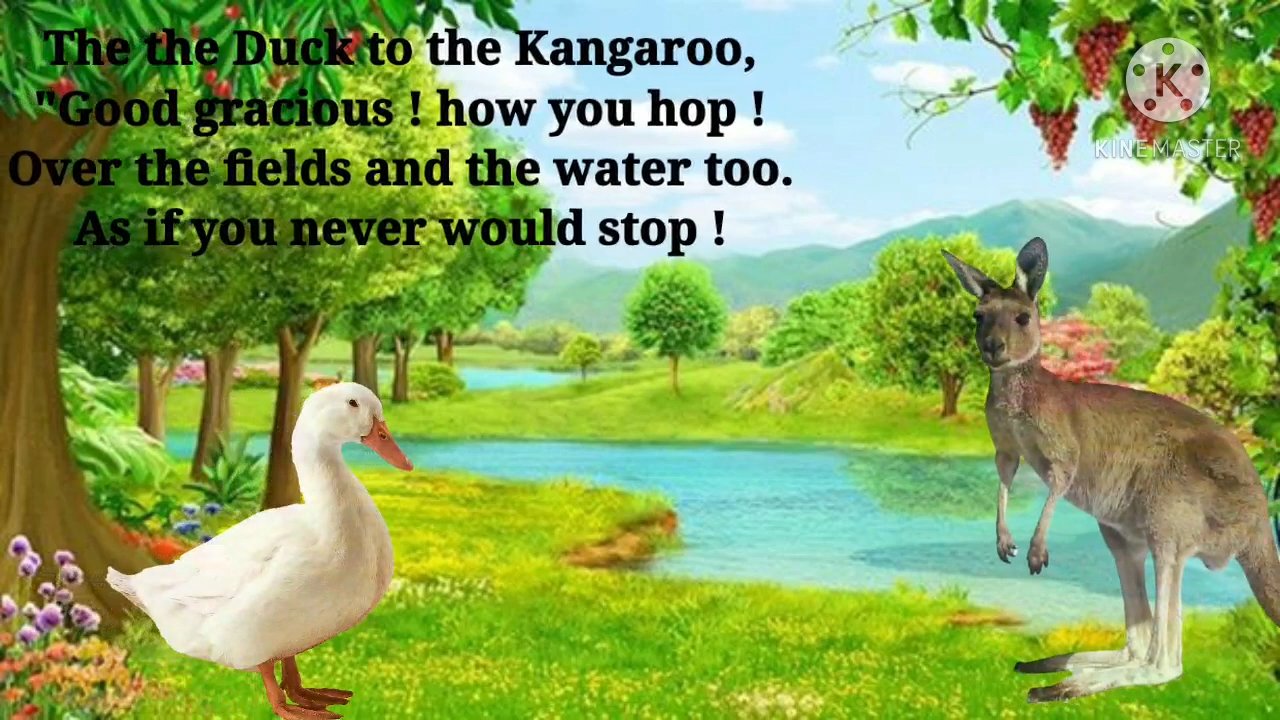 The the Duck to the Kangaroo,
"Good gracious ! how you hop !
Over the fields and the water too.
As if you never would stop !
K
KINEMASTER